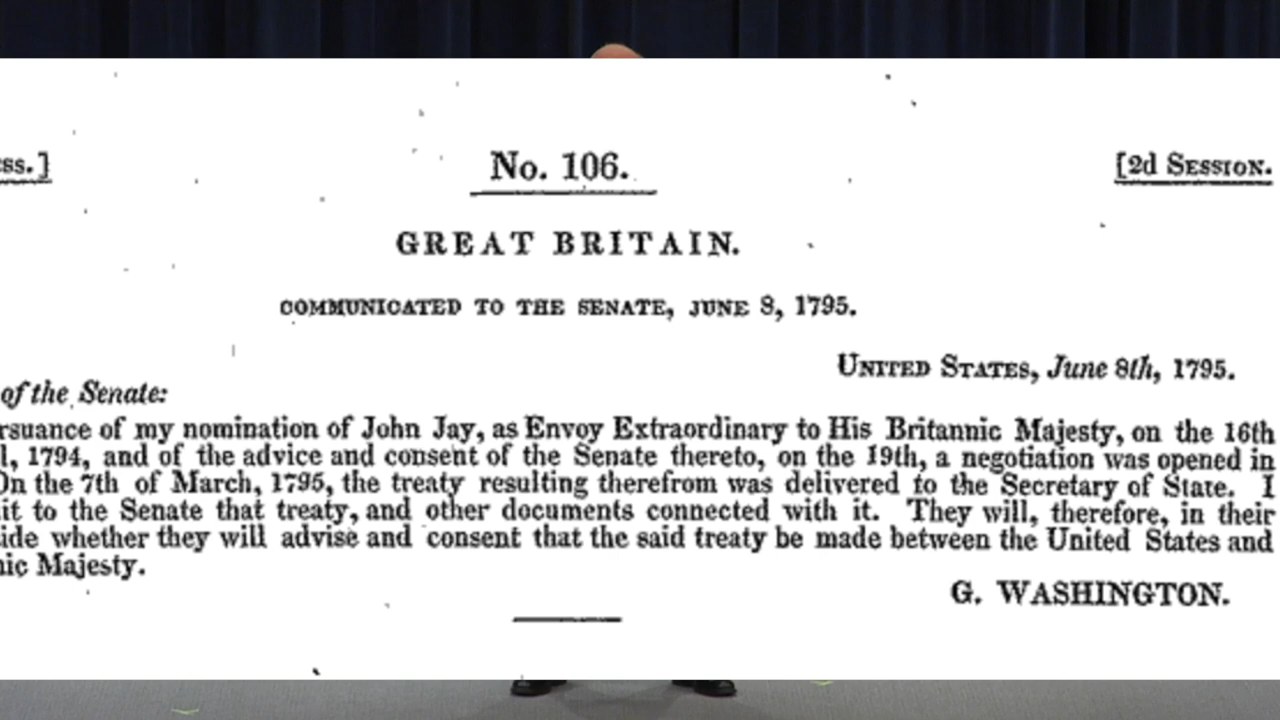 ss.]
No. 106.
[2d Session.
GREAT BRITAIN.
COMMUNICATED TO THE SENATE, JUNE 8, 1795.
United States, June 8th, 1795.
of the Senate:
rsuance of my nomination of John Jay, as Envoy Extraordinary to His Britannic Majesty, on the 16th
l, 1794, and of the advice and consent of the Senate thereto, on the 19th, a negotiation was opened in
On the 7th of March, 1795, the treaty resulting therefrom was delivered to the Secretary of State. I
it to the Senate that treaty, and other documents connected with it. They will, therefore, in their
ide whether they will advise and consent that the said treaty be made between the United States and
nic Majesty.
G. WASHINGTON.